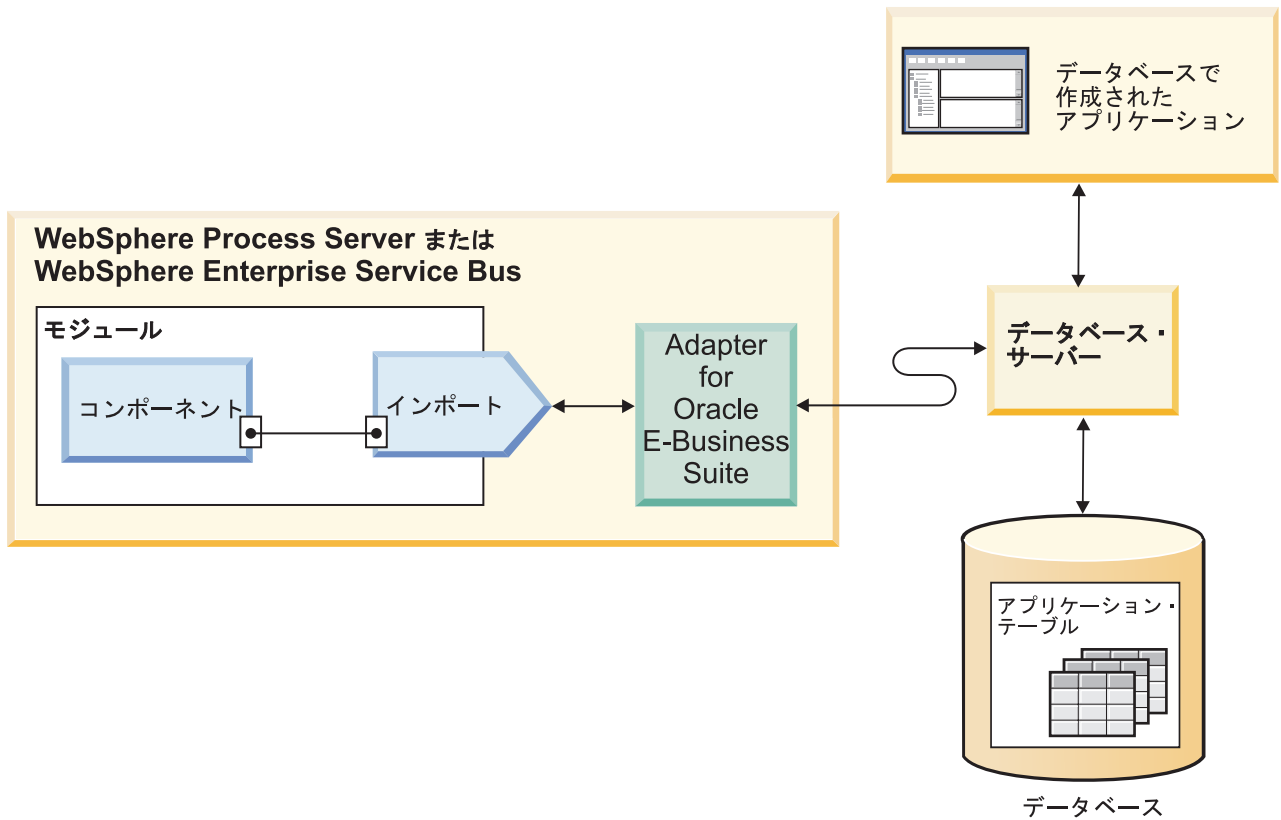 データベースで
作成された
アプリケーション
WebSphere Process Server または
WebSphere Enterprise Service Bus
モジュール
コンポーネント
インポート
Adapter
for
Oracle
E-Business
Suite
データベース・
サーバー
アプリケーション・
テーブル
データベース